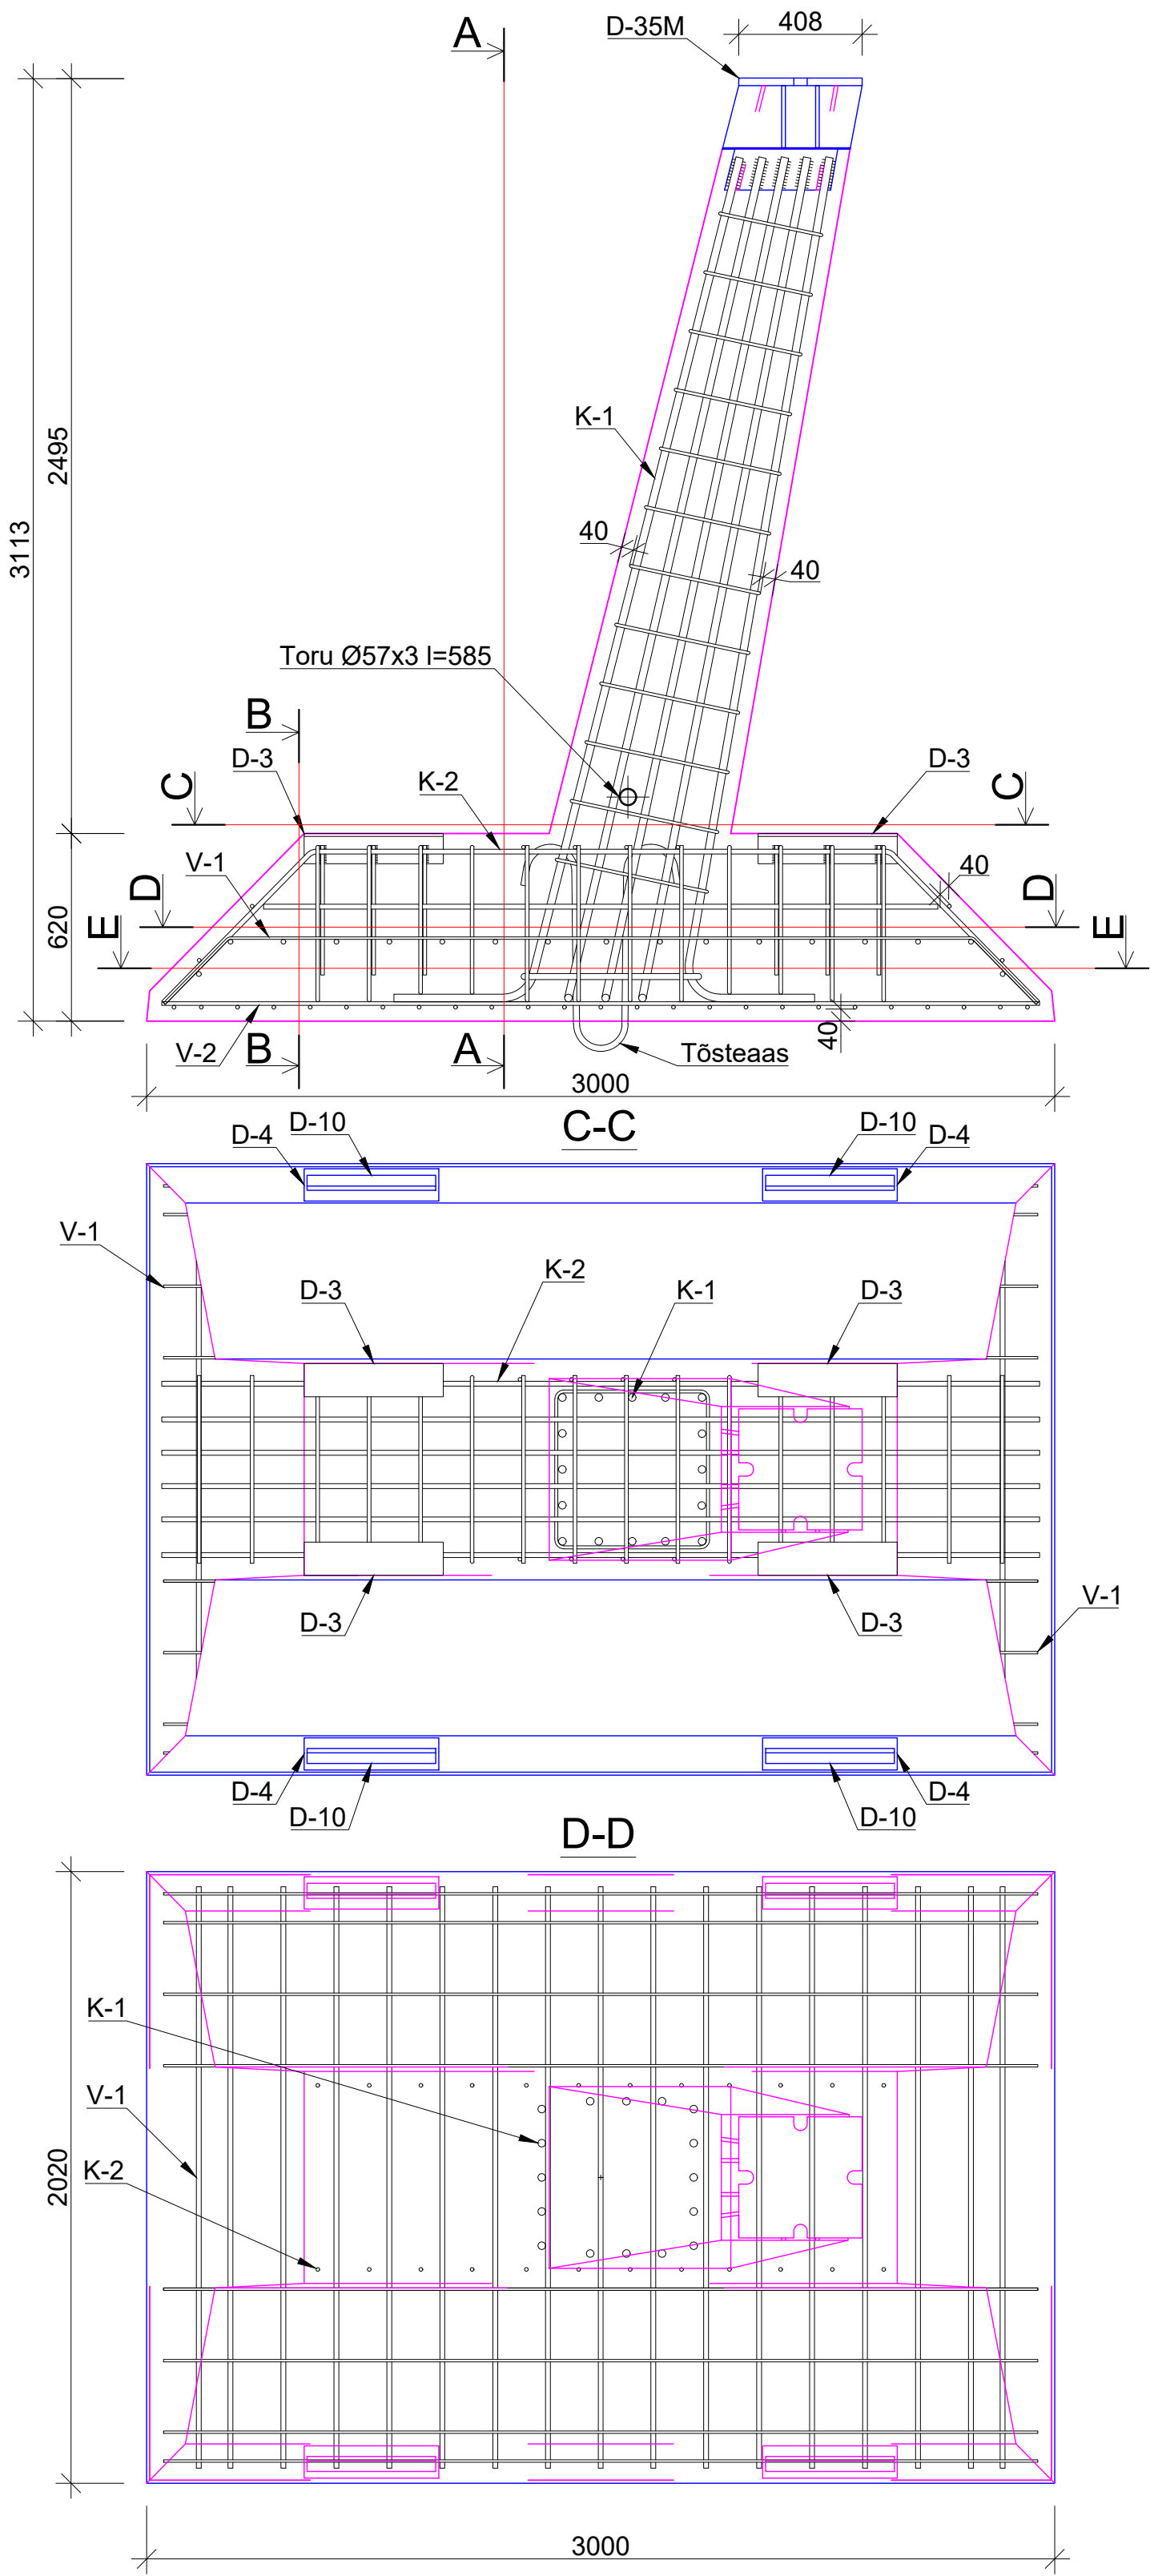 D-35M
408
A
K-1
2495
3113
40
40
Toru Ø57x3 l=585
B
D-3
K-2
D-3
C
C
V-1
40
D
D
E
E
620
V-2
B
A
Tõsteaas
40
3000
C-C
D-4
D-10
D-10
D-4
V-1
K-2
D-3
K-1
D-3
D-3
D-3
V-1
D-4
D-10
D-10
D-4
D-D
K-1
V-1
K-2
2020
3000